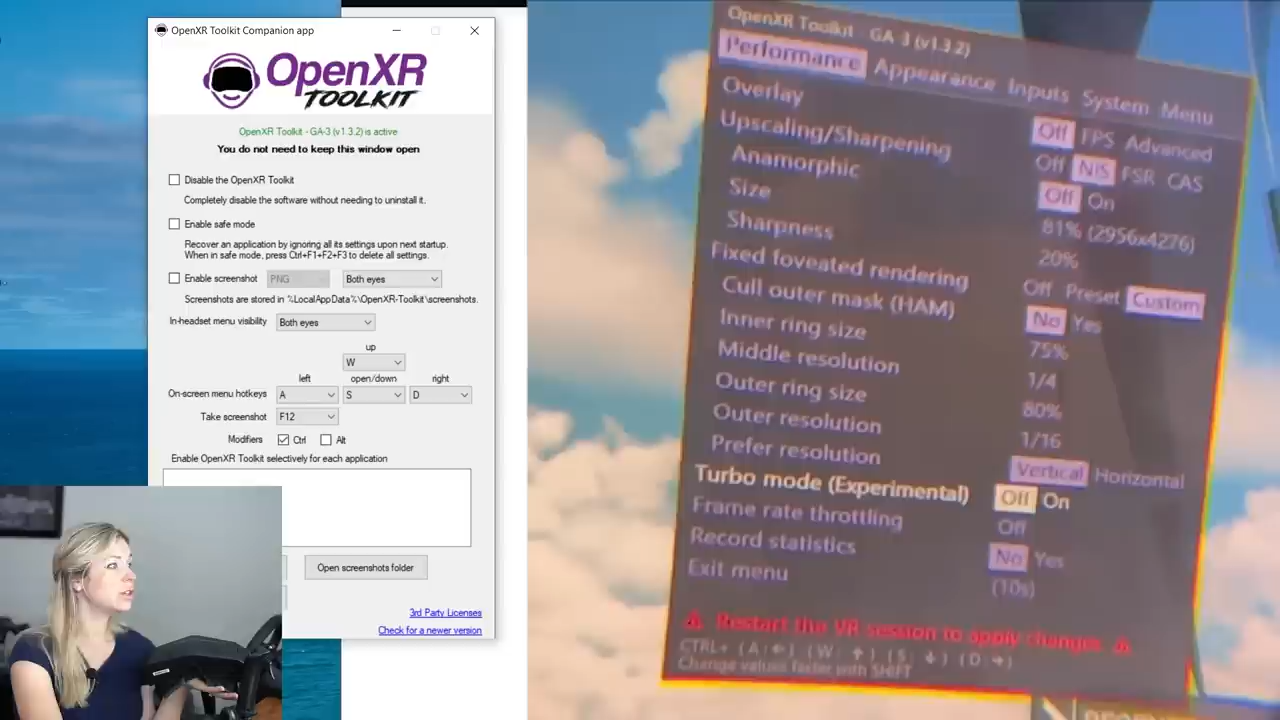 OpenXR Toolkit Companion app
OpenXR
TOOLKIT
OpenXR Toolkit - GA-3 (v1.3.2) is active
You do not need to keep this window open
Disable the OpenXR Toolkit
Completely disable the software without needing to uninstall it.
Enable safe mode
Recover an application by ignoring all its settings upon next startup.
When in safe mode, press Ctrl+F1+F2+F3 to delete all settings.
Enable screenshot PNG Both eyes
Screenshots are stored in %LocalAppData%\OpenXR-Toolkit\screenshots.
In-headset menu visibility Both eyes
up
W
left open/down right
On-screen menu hotkeys A S D
Take screenshot F12
Modifiers Ctrl Alt
Enable OpenXR Toolkit selectively for each application
Open screenshots folder
3rd Party Licenses
Check for a newer version
OpenXR Toolkit - GA-3 (v1.3.2)
Performance Appearance Inputs System Menu
Overlay Off FPS Advanced
Upscaling/Sharpening Off NIS FSR CAS
Anamorphic Off On
Size 81% (2956x4276)
Sharpness 20%
Fixed foveated rendering Off Preset Custom
Cull outer mask (HAM) No Yes
Inner ring size 75%
Middle resolution 1/4
Outer ring size 80%
Outer resolution 1/16
Prefer resolution Vertical Horizontal
Turbo mode (Experimental) Off On
Frame rate throttling Off
Record statistics No Yes
Exit menu (10s)
⚠ Restart the VR session to apply changes ⚠
CTRL+ (A:←) (W: ↑) (S: ↓) (D:→)
Change values faster with SHIFT